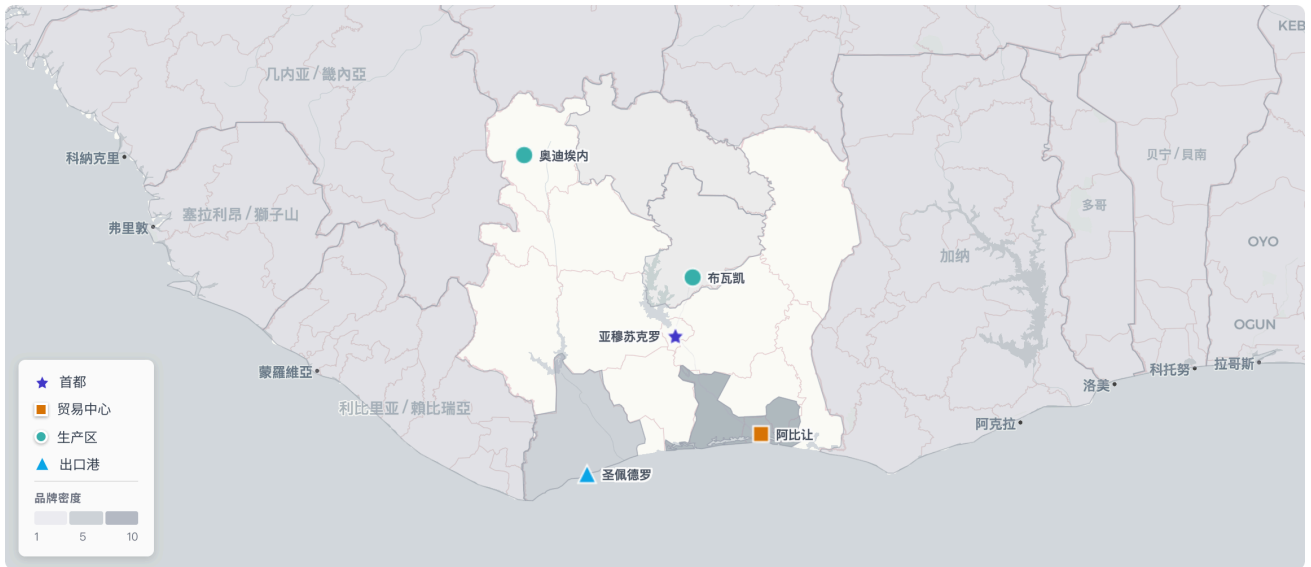 KEB
几内亚/畿內亞
科纳克里
奥迪埃内
贝宁/貝南
塞拉利昂/獅子山
多哥
弗里敦
OYO
加纳
布瓦凯
OGUN
亚穆苏克罗
拉哥斯
科托努
蒙羅維亞
洛美
利比里亚/賴比瑞亞
阿克拉
阿比让
圣佩德罗
首都
贸易中心
生产区
出口港
品牌密度
1 5 10